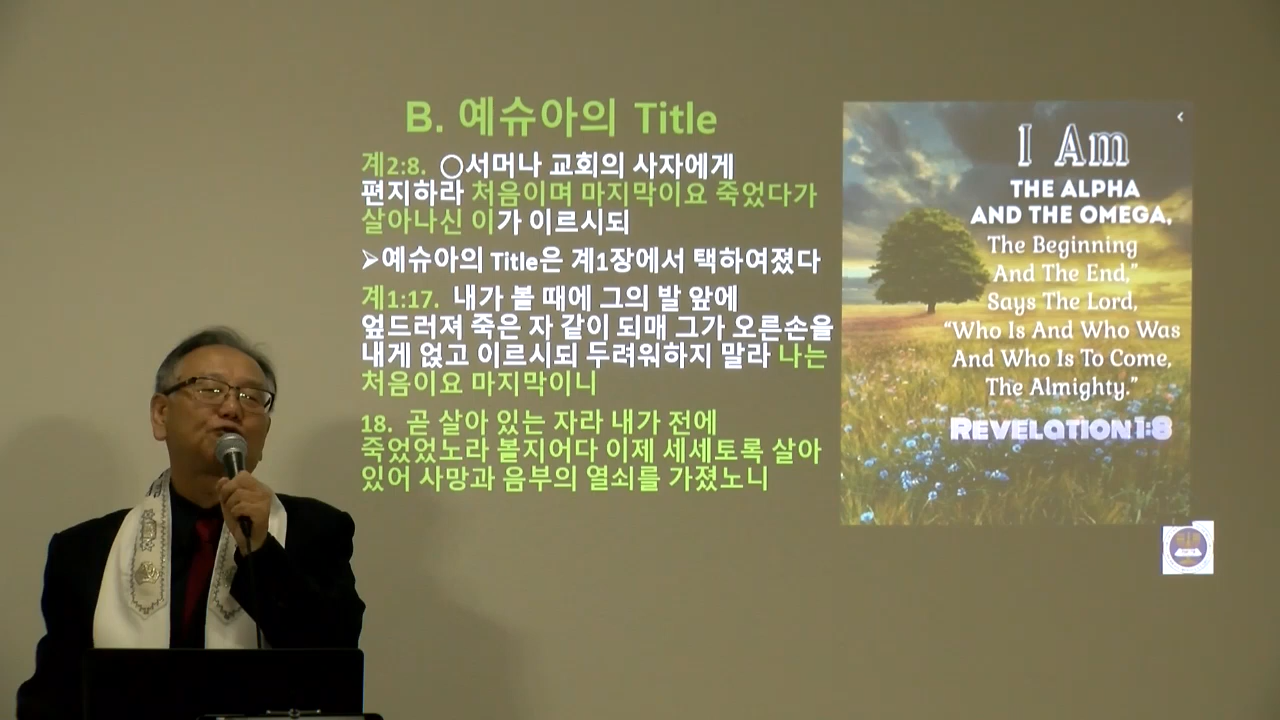 B. 예슈아의 Title
계2:8. ○서머나 교회의 사자에게
편지하라 처음이며 마지막이요 죽었다가
살아나신 이가 이르시되
➢예슈아의 Title은 계1장에서 택하여졌다
계1:17. 내가 볼 때에 그의 발 앞에
엎드러져 죽은 자 같이 되매 그가 오른손을
내게 얹고 이르시되 두려워하지 말라 나는
처음이요 마지막이니
18. 곧 살아 있는 자라 내가 전에
죽었었노라 볼지어다 이제 세세토록 살아
있어 사망과 음부의 열쇠를 가졌노니
I Am
THE ALPHA
AND THE OMEGA,
The Beginning
And The End,"
Says The Lord,
"Who Is And Who Was
And Who Is To Come,
The Almighty."
REVELATION 1:8